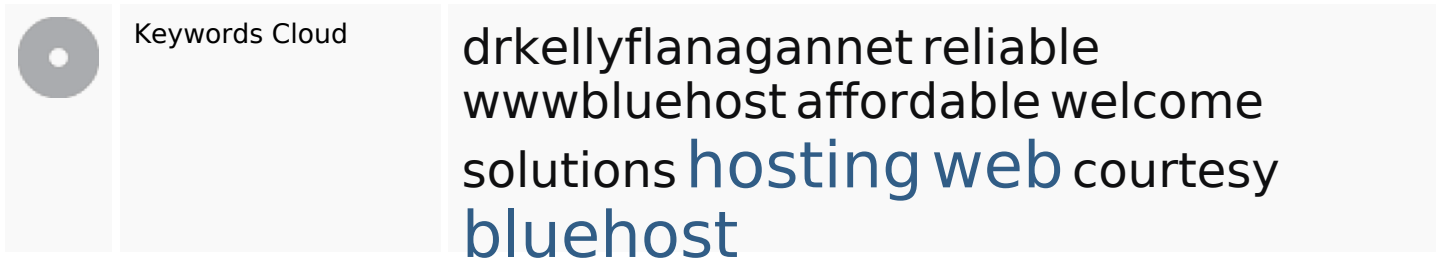 Keywords Cloud
drkellyflanagannet reliable
wwwbluehost affordable welcome
solutions hosting web courtesy
bluehost